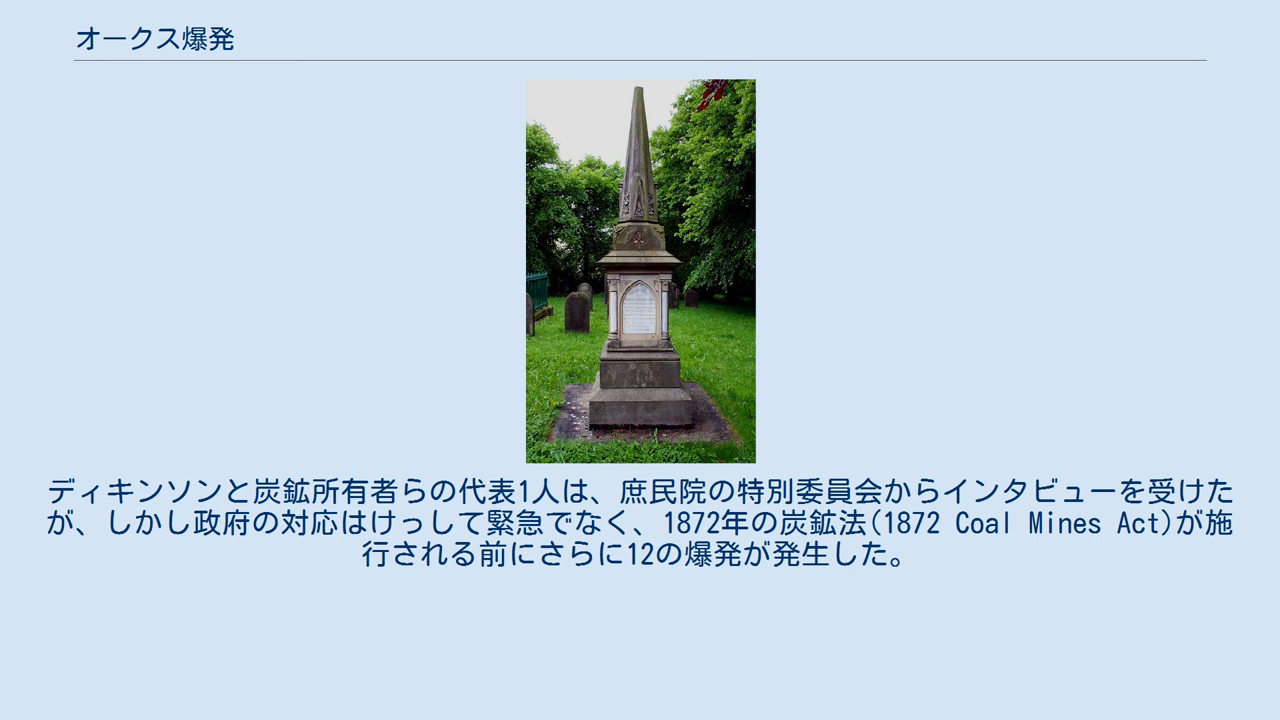 オークス爆発
ディキンソンと炭鉱所有者らの代表1人は、庶民院の特別委員会からインタビューを受けた
が、しかし政府の対応はけっして緊急でなく、1872年の炭鉱法(1872 Coal Mines Act)が施
行される前にさらに12の爆発が発生した。